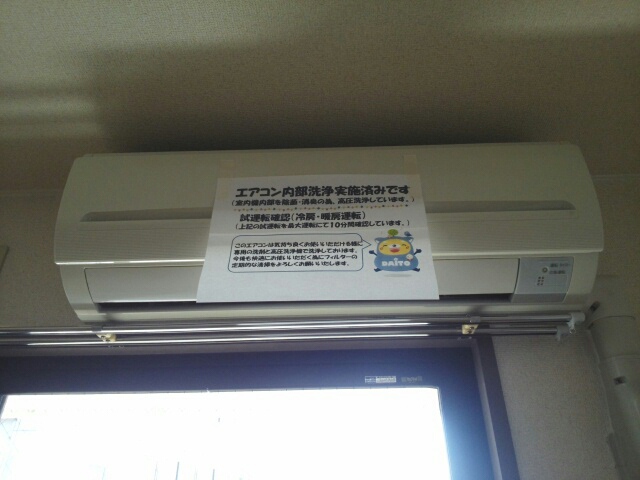 エアコン内部洗浄実施済みです
(室内機内部を除菌・消臭の為、高圧洗浄しています。)
試運転確認(冷房・暖房運転)
(上記の試運転を最大運転にて10分間確認しています。)
このエアコンは気持ち良くお使いいただける様に
専用の洗剤と高圧洗浄機で洗浄しております。
今後も快適にお使いいただく為にフィルターの
定期的な清掃をよろしくお願いいたします。
DAITO